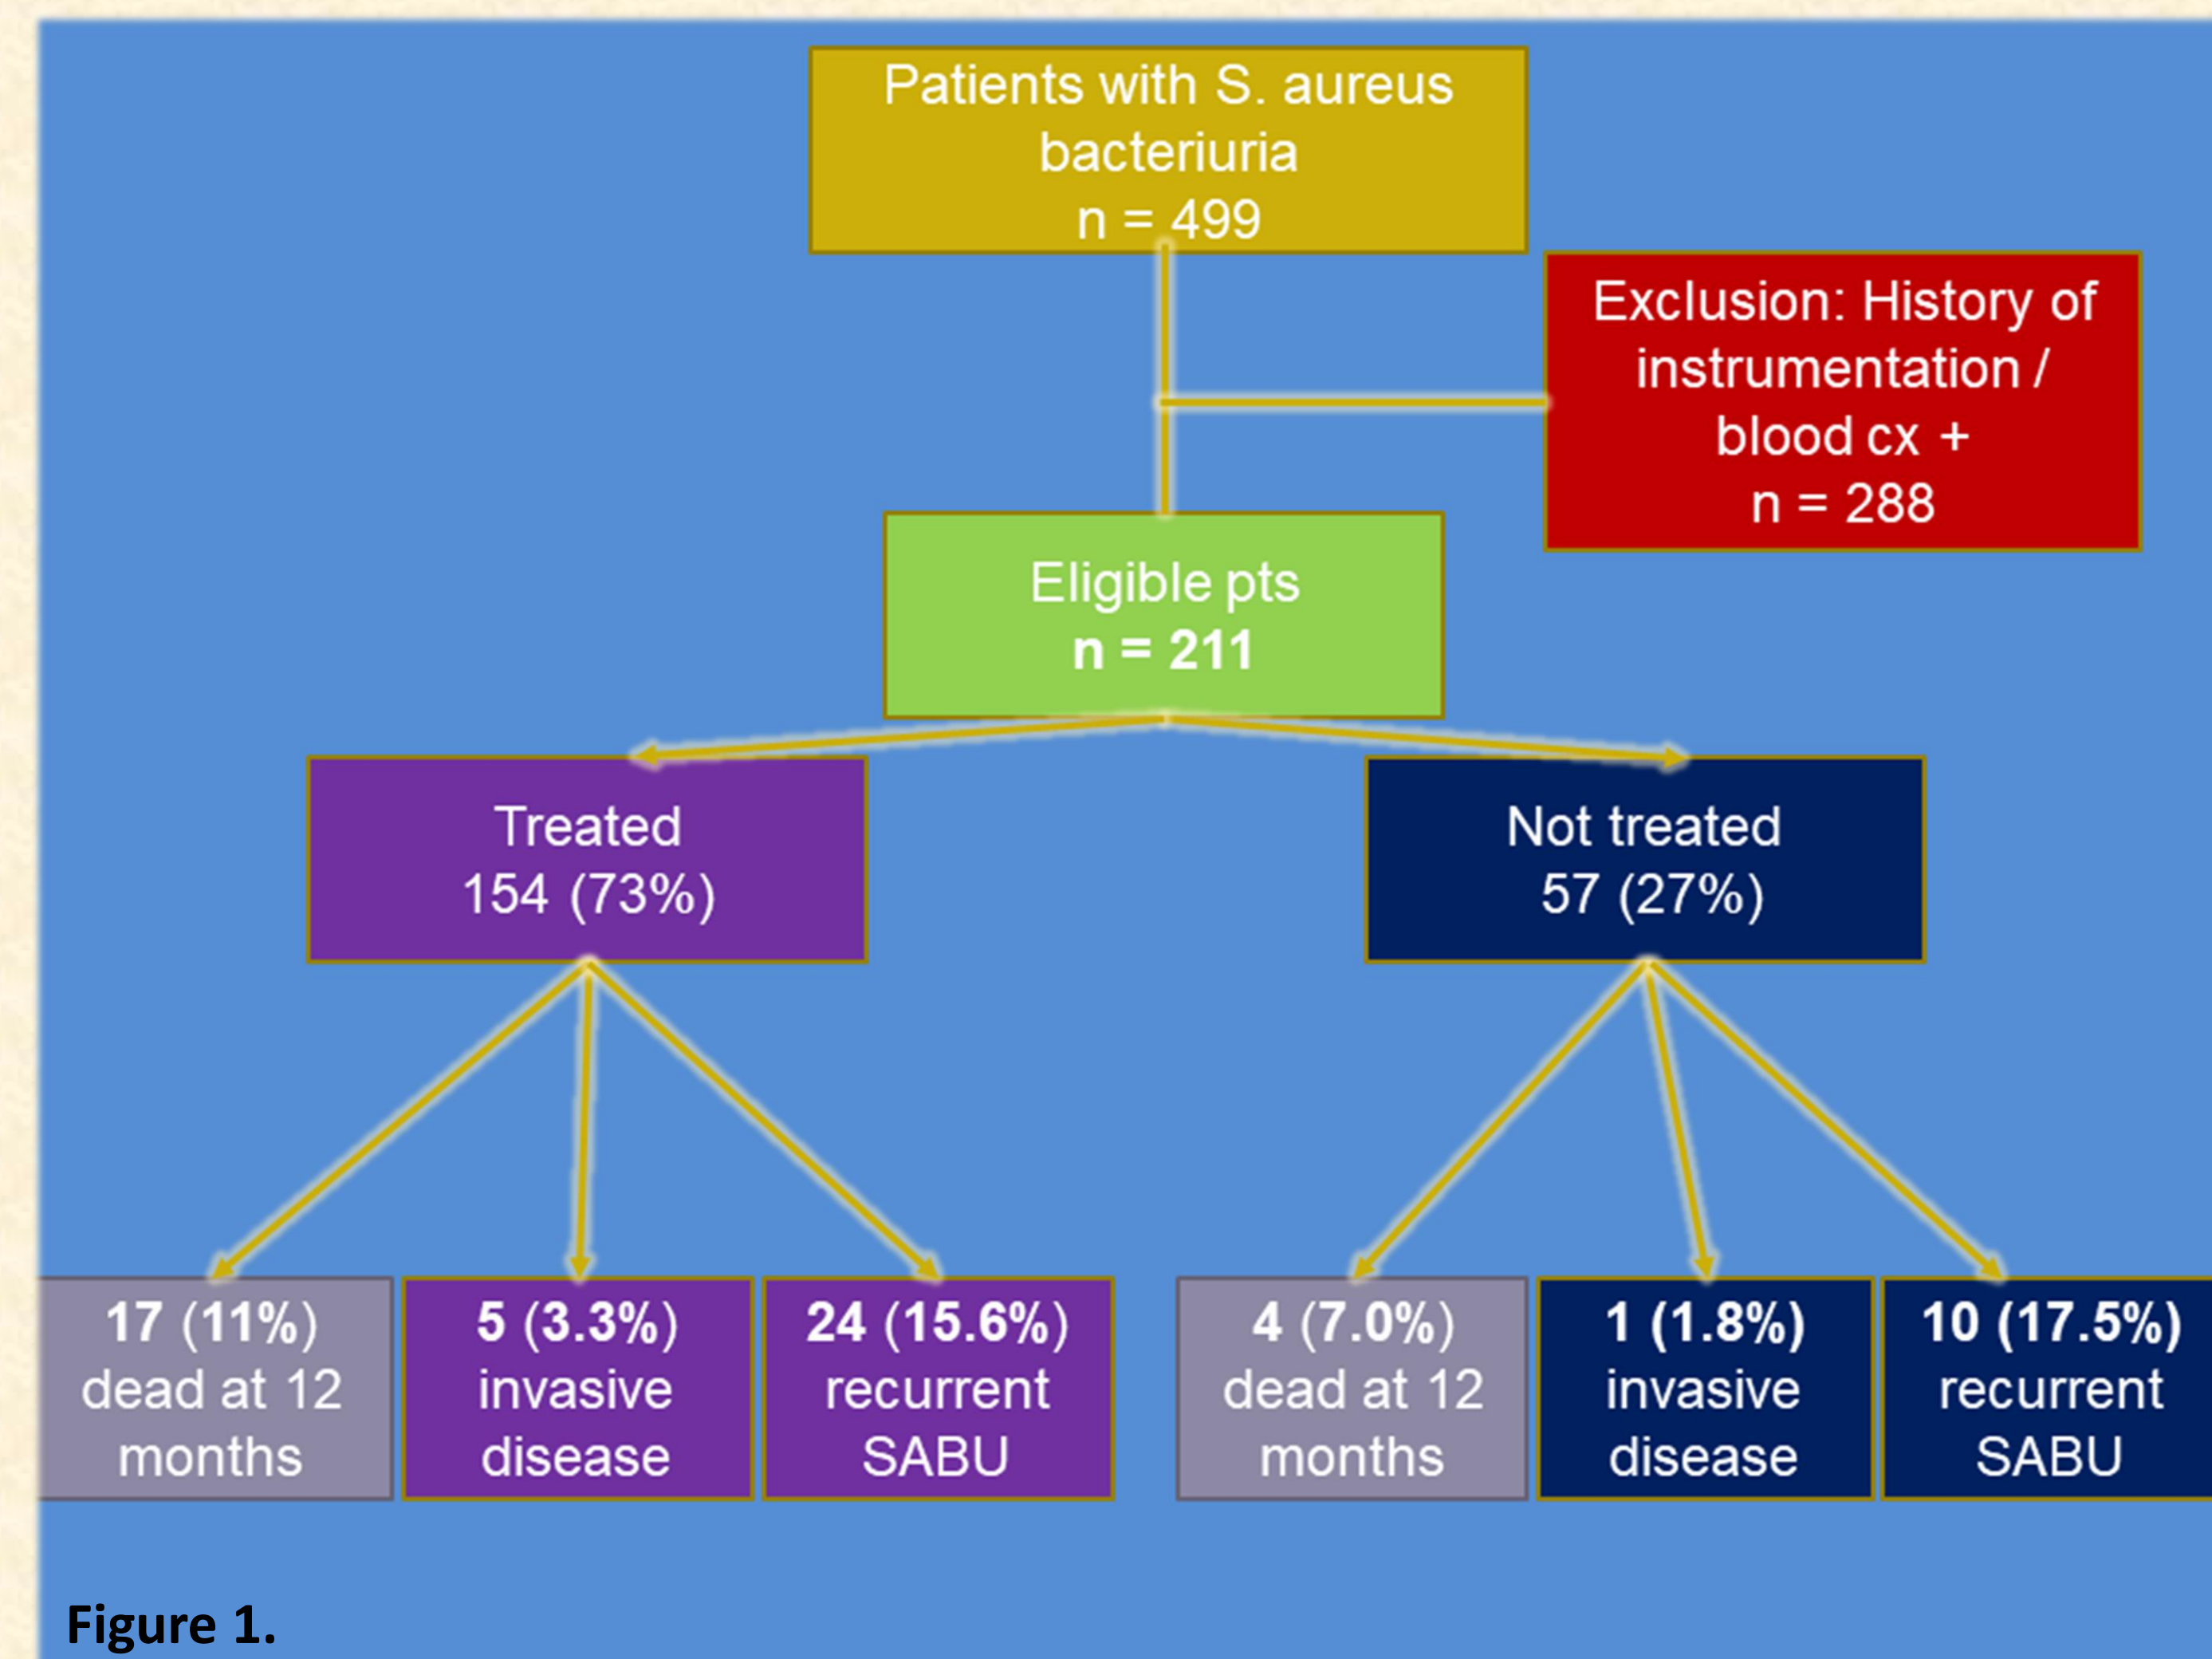 Patients with S. aureus
bacteriuria
n = 499
Exclusion: History of
instrumentation /
blood cx +
n = 288
Eligible pts
n = 211
Treated
154 (73%)
Not treated
57 (27%)
17 (11%)
dead at 12
months
5 (3.3%)
invasive
disease
24 (15.6%)
recurrent
SABU
4 (7.0%)
dead at 12
months
1 (1.8%)
invasive
disease
10 (17.5%)
recurrent
SABU
Figure 1.